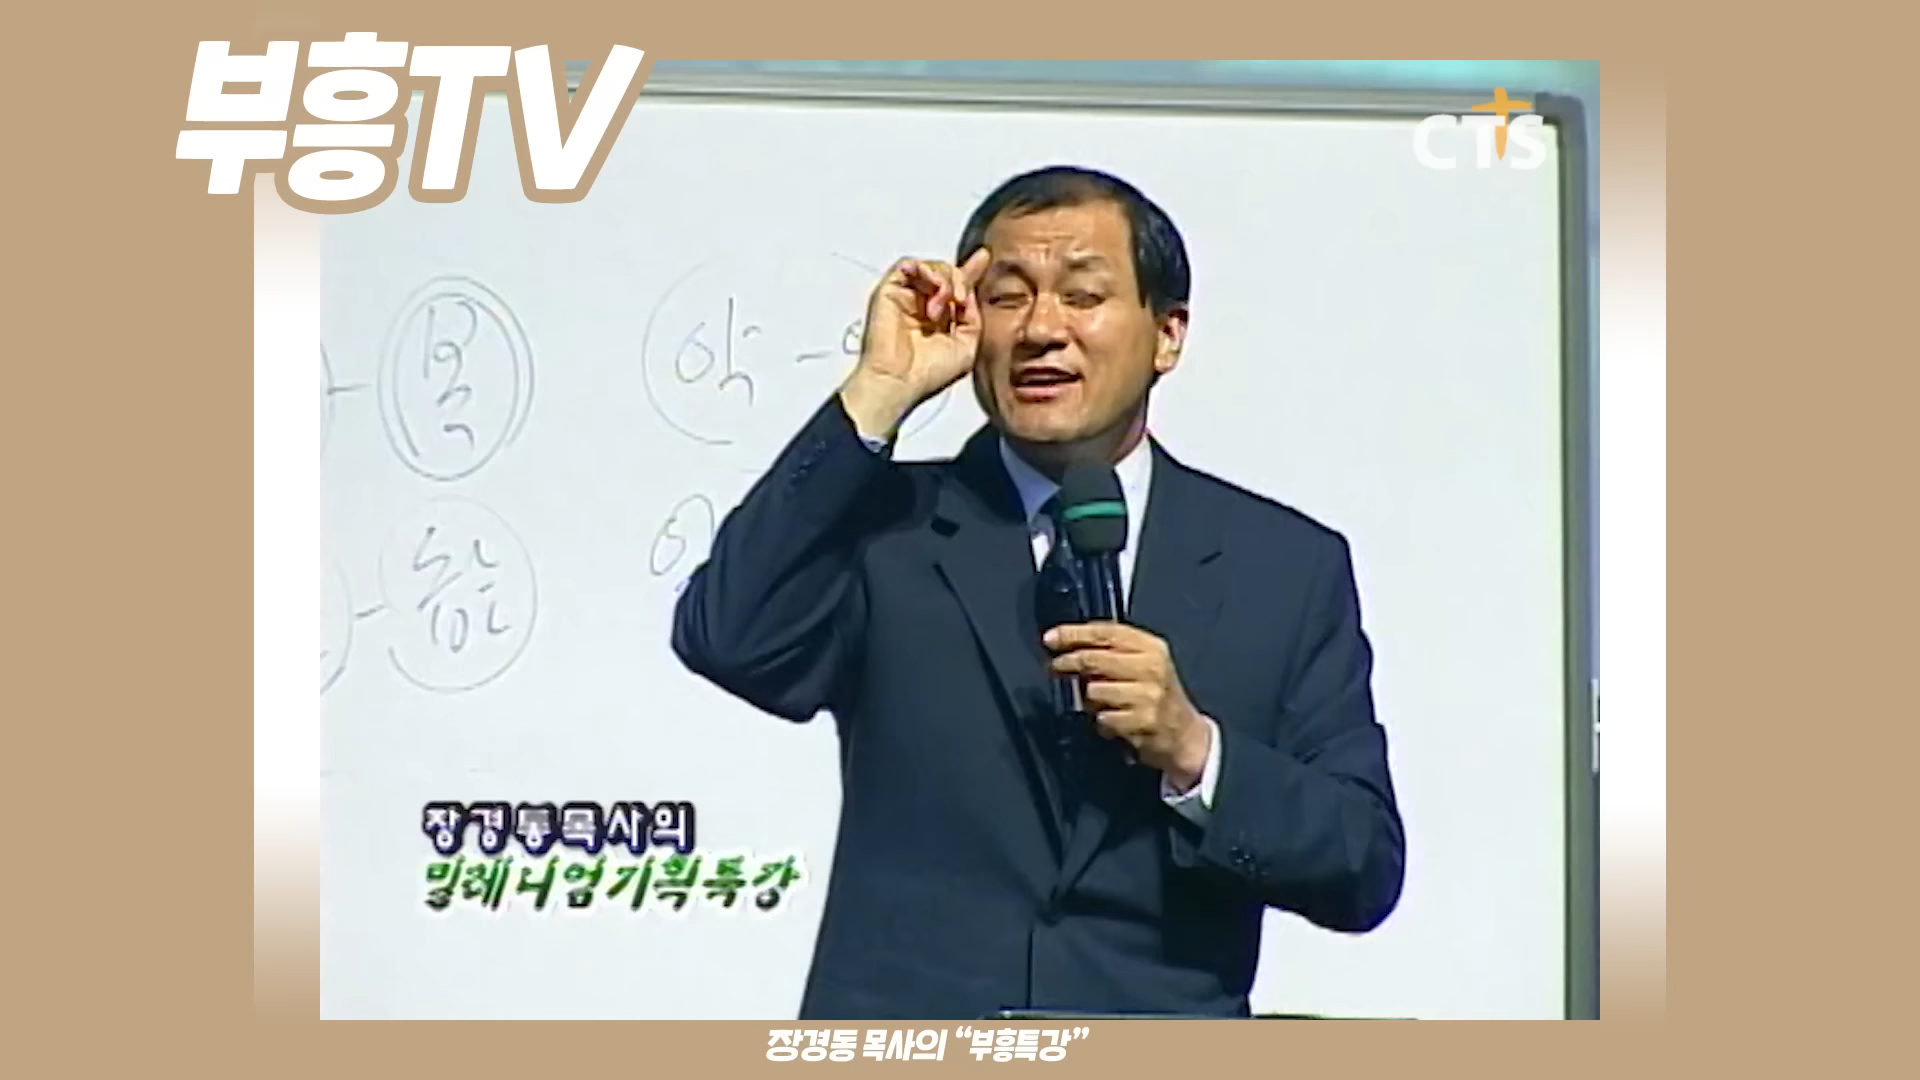 부흥TV
CTS
복
약 -
장경동목사의
밀레니엄기획특강
장경동 목사의 “부흥특강”